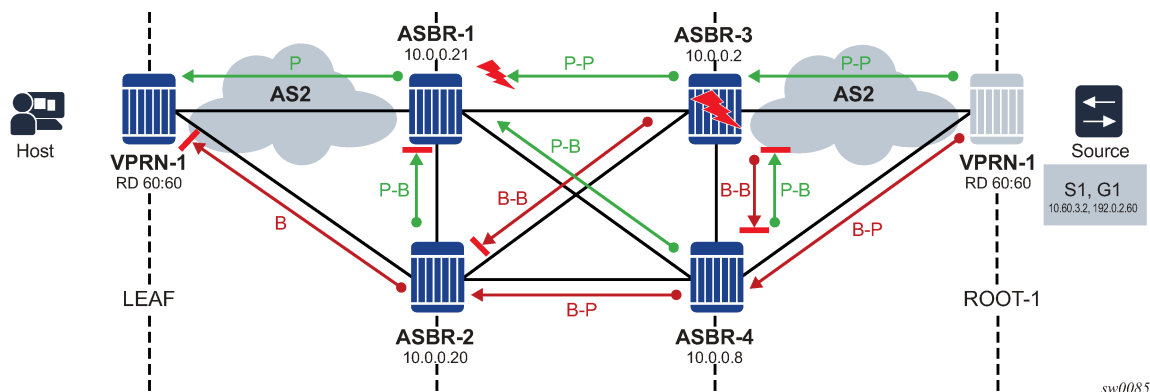 ASBR-1
10.0.0.21
ASBR-3
10.0.0.2
P
P-P
P-P
AS2
AS2
Host
VPRN-1
RD 60:60
P-B
P-B
B-B
B-B
P-B
VPRN-1
RD 60:60
Source
S1, G1
10.60.3.2, 192.0.2.60
B
B-P
B-P
LEAF
ROOT-1
ASBR-2
10.0.0.20
ASBR-4
10.0.0.8
sw0085